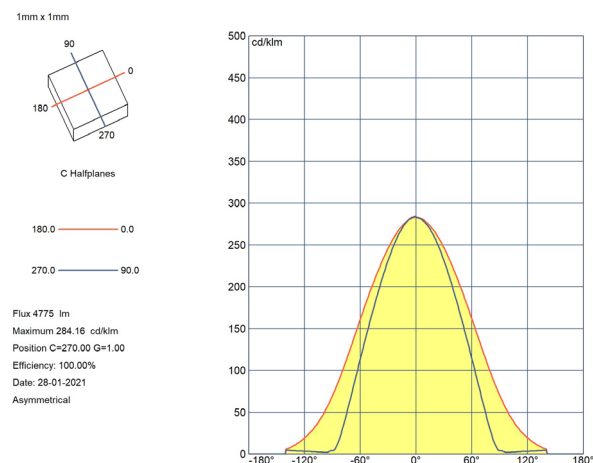 1mm x 1mm
90
0
180
270
C Halfplanes
180.0 0.0
270.0 90.0
Flux 4775 lm
Maximum 284.16 cd/klm
Position C=270.00 G=1.00
Efficiency: 100.00%
Date: 28-01-2021
Asymmetrical
cd/klm
500
450
400
350
300
250
200
150
100
50
0
-180° -120° -60° 0° 60° 120° 180°